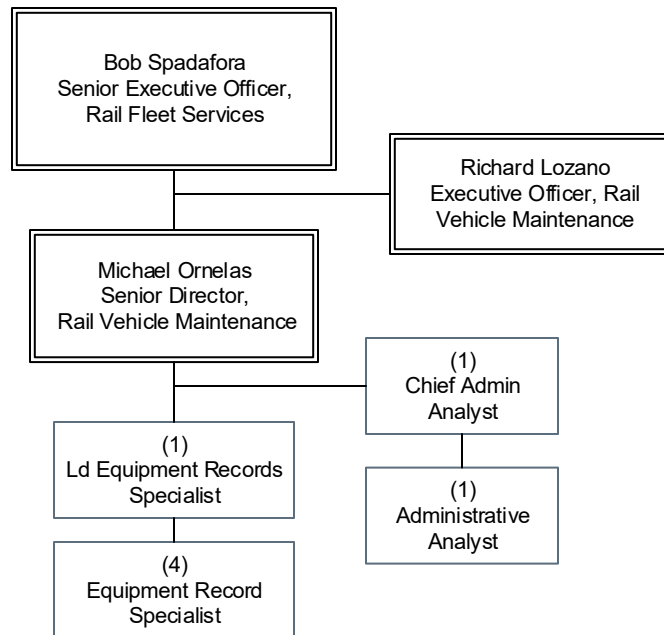 Bob Spadafora
Senior Executive Officer,
Rail Fleet Services
Richard Lozano
Executive Officer, Rail
Vehicle Maintenance
Michael Ornelas
Senior Director,
Rail Vehicle Maintenance
(1)
Chief Admin
Analyst
(1)
Ld Equipment Records
Specialist
(1)
Administrative
Analyst
(4)
Equipment Record
Specialist